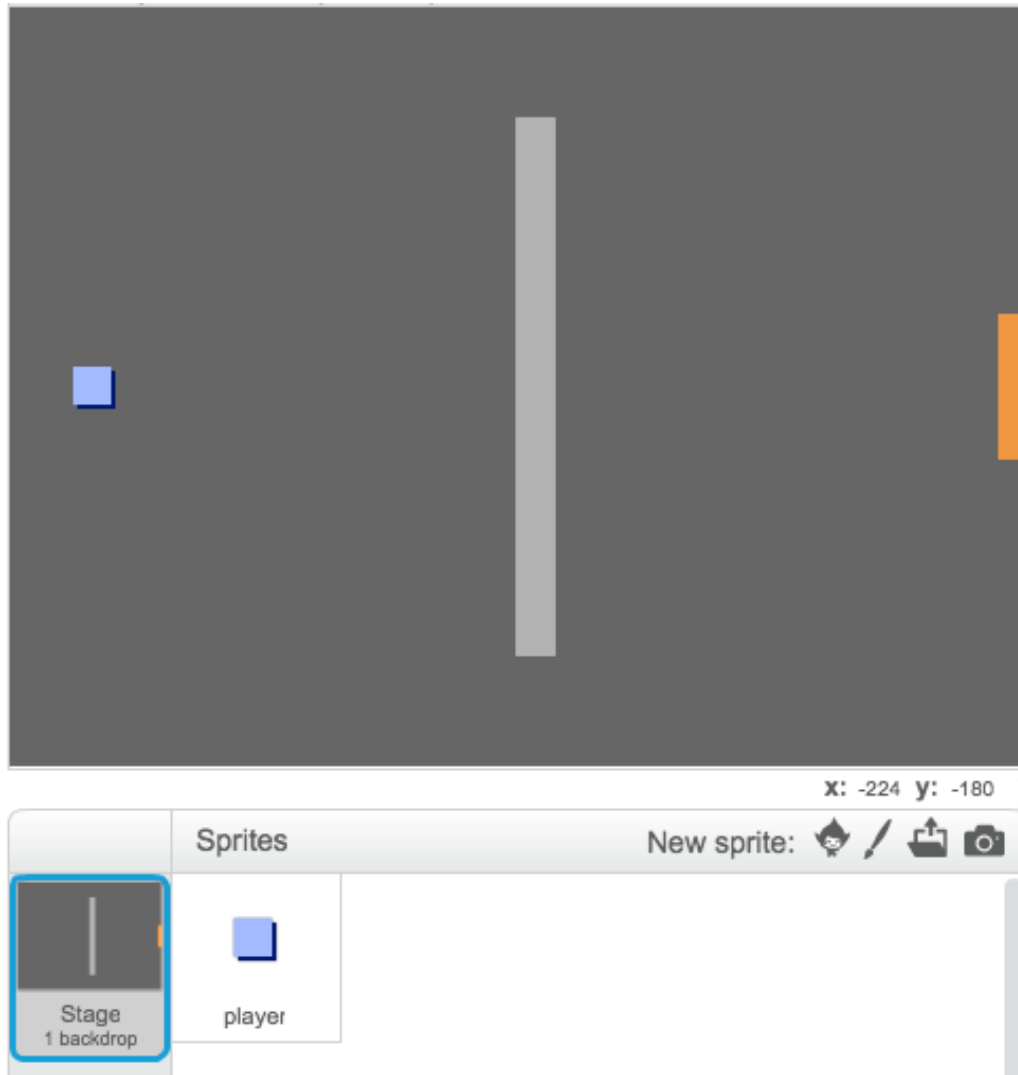 x: -224 y: -180
Sprites New sprite:
Stage
1 backdrop
player